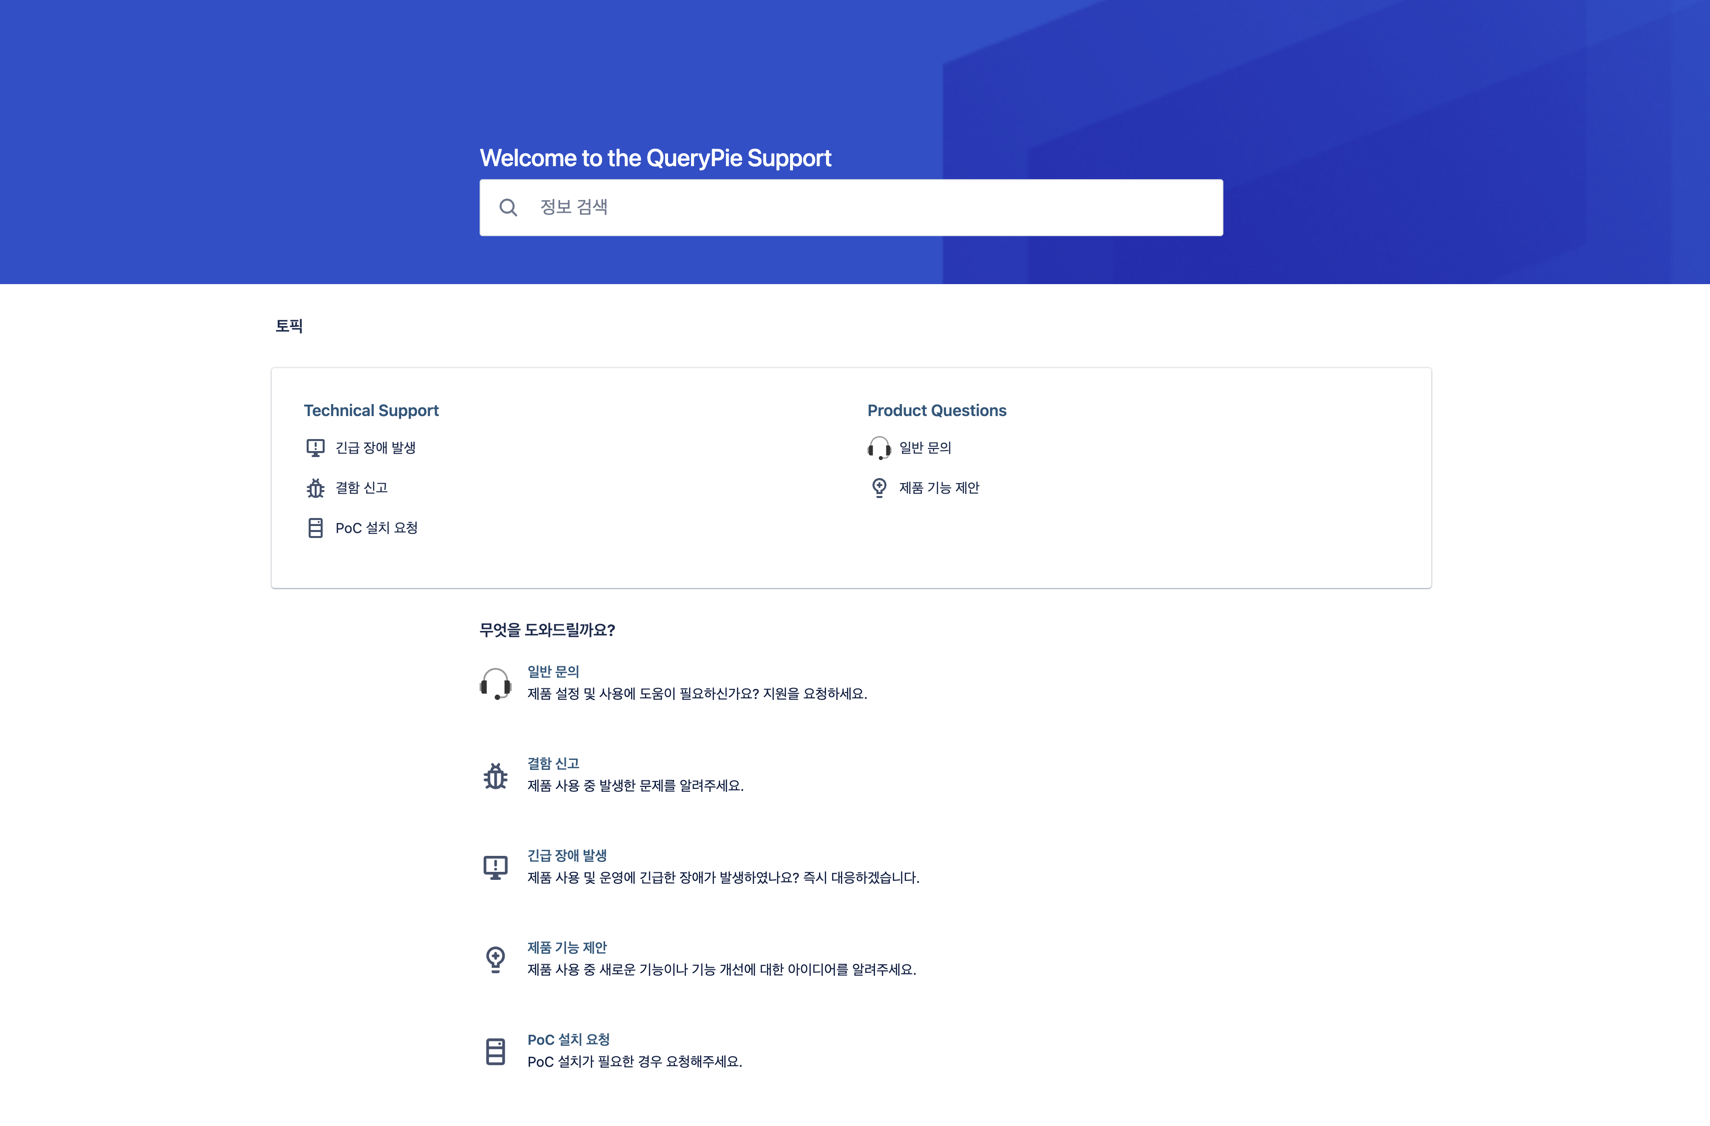 Welcome to the QueryPie Support
정보 검색
토픽
Technical Support
긴급 장애 발생
결함 신고
PoC 설치 요청
Product Questions
일반 문의
제품 기능 제안
무엇을 도와드릴까요?
일반 문의
제품 설정 및 사용에 도움이 필요하신가요? 지원을 요청하세요.
결함 신고
제품 사용 중 발생한 문제를 알려주세요.
긴급 장애 발생
제품 사용 및 운영에 긴급한 장애가 발생하였나요? 즉시 대응하겠습니다.
제품 기능 제안
제품 사용 중 새로운 기능이나 기능 개선에 대한 아이디어를 알려주세요.
PoC 설치 요청
PoC 설치가 필요한 경우 요청해주세요.